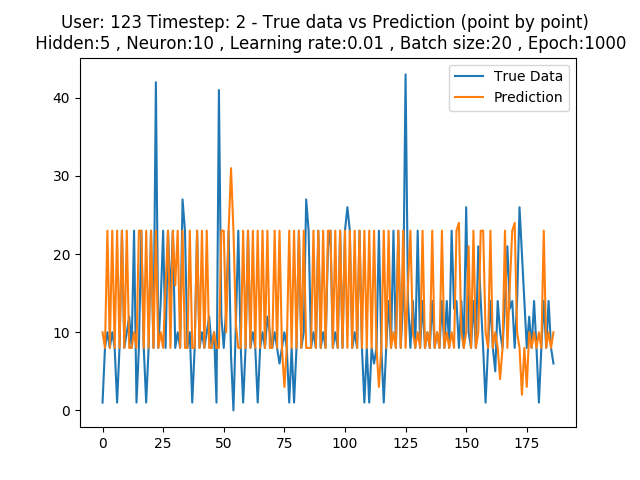 User: 123 Timestep: 2 - True data vs Prediction (point by point)
Hidden:5 , Neuron:10 , Learning rate:0.01 , Batch size:20 , Epoch:1000
True Data
Prediction
40
30
20
10
0
0 25 50 75 100 125 150 175